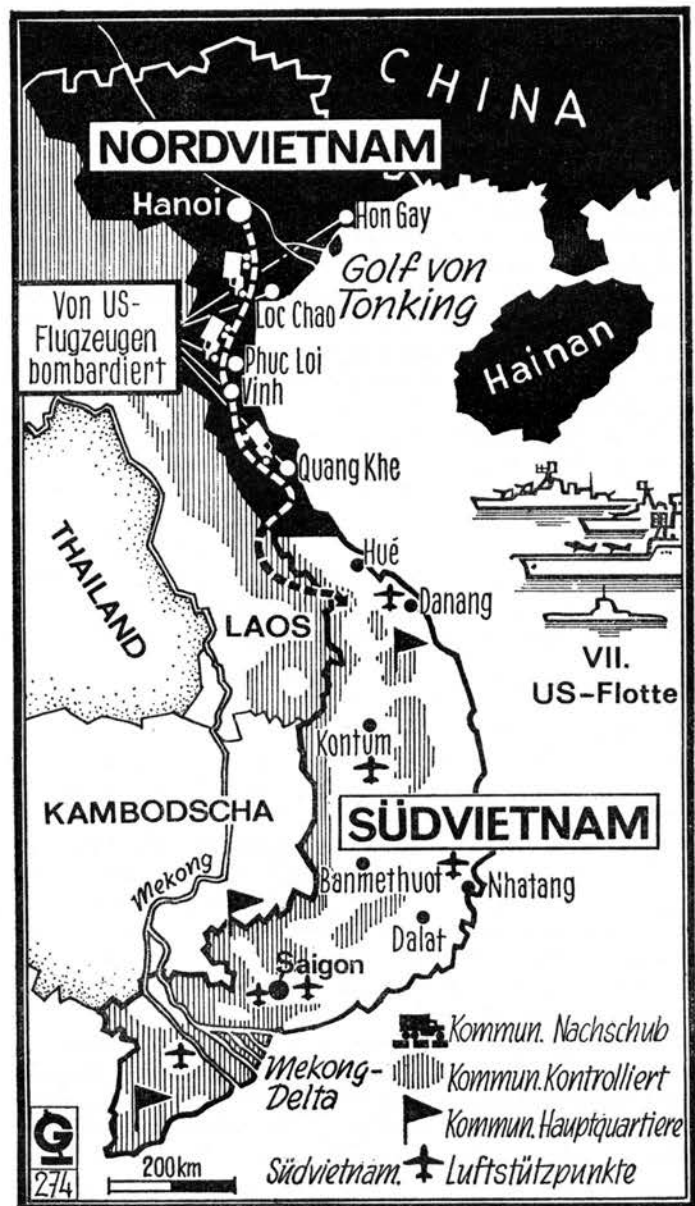 CHINA
NORDVIETNAM
Hanoi
Hon Gay
Golf von
Tonking
Von US-
Flugzeugen
bombardiert
Loc Chao
Hainan
Phuc Loi
Vinh
Quang Khe
THAILAND
Hué
LAOS
Danang
VII.
US-Flotte
Kontum
KAMBODSCHA
SÜDVIETNAM
Mekong
Banmethuot
Nhatang
Dalat
Saigon
Kommun. Nachschub
Mekong-
Delta
Kommun. Kontrolliert
Kommun. Hauptquartiere
G
274
200km
Südvietnam. Luftstützpunkte